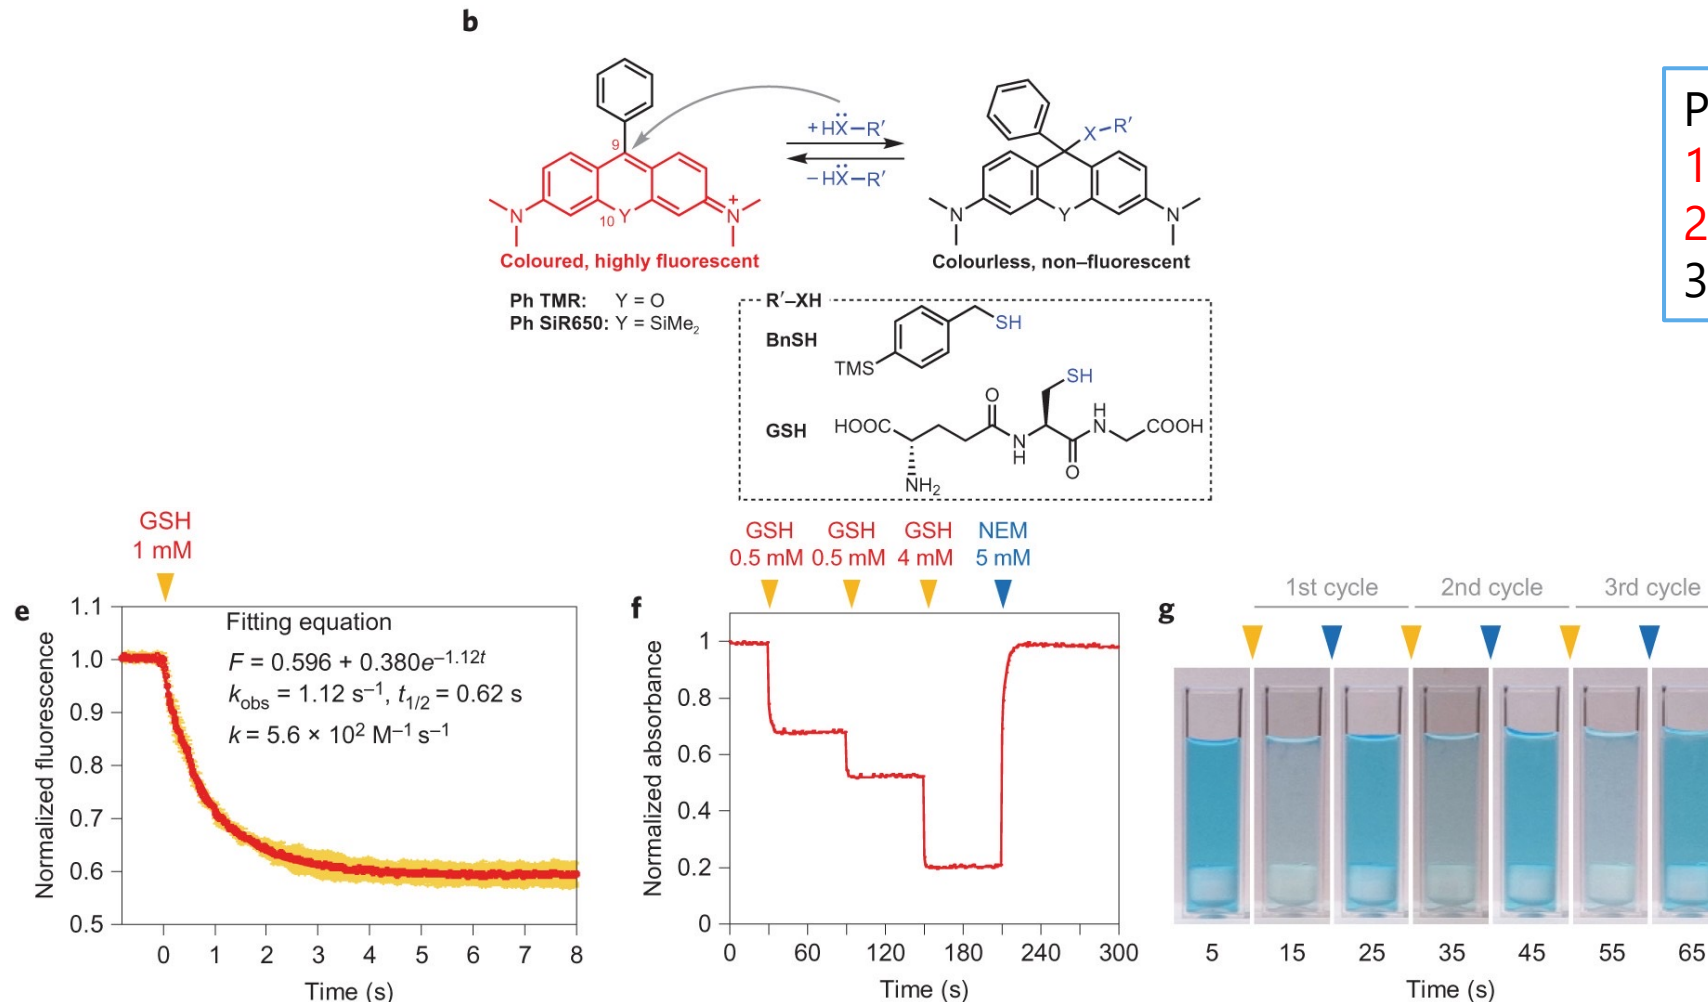 b
P
1
2
3
9
+HẌ–R′
–HẌ–R′
X–R′
N
10 Y
+
N
N
Y
N
Coloured, highly fluorescent
Colourless, non–fluorescent
Ph TMR: Y = O
Ph SiR650: Y = SiMe₂
R′–XH
BnSH
SH
TMS
SH
GSH
HOOC
O
N
H
H
N
COOH
O
NH₂
GSH
1 mM
GSH GSH GSH NEM
0.5 mM 0.5 mM 4 mM 5 mM
1st cycle 2nd cycle 3rd cycle
e
1.1
1.0
0.9
0.8
0.7
0.6
0.5
Normalized fluorescence
Fitting equation
F = 0.596 + 0.380e^–1.12t
kobs = 1.12 s⁻¹, t1/2 = 0.62 s
k = 5.6 × 10² M⁻¹ s⁻¹
0 1 2 3 4 5 6 7 8
Time (s)
f
1
0.8
0.6
0.4
0.2
0
Normalized absorbance
0 60 120 180 240 300
Time (s)
g
5 15 25 35 45 55 65
Time (s)